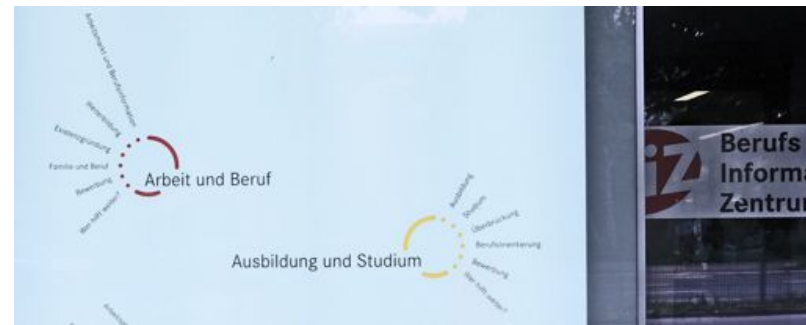 Arbeitsmarkt und Berufsinformation
Weiterbildung
Existenzgründung
Familie und Beruf
Bewerbung
Wer hilft weiter?
Arbeit und Beruf
Ausbildung
Studium
Überbrückung
Berufsorientierung
Bewerbung
Wer hilft weiter?
Ausbildung und Studium
iz
Berufs
Informa
Zentrum